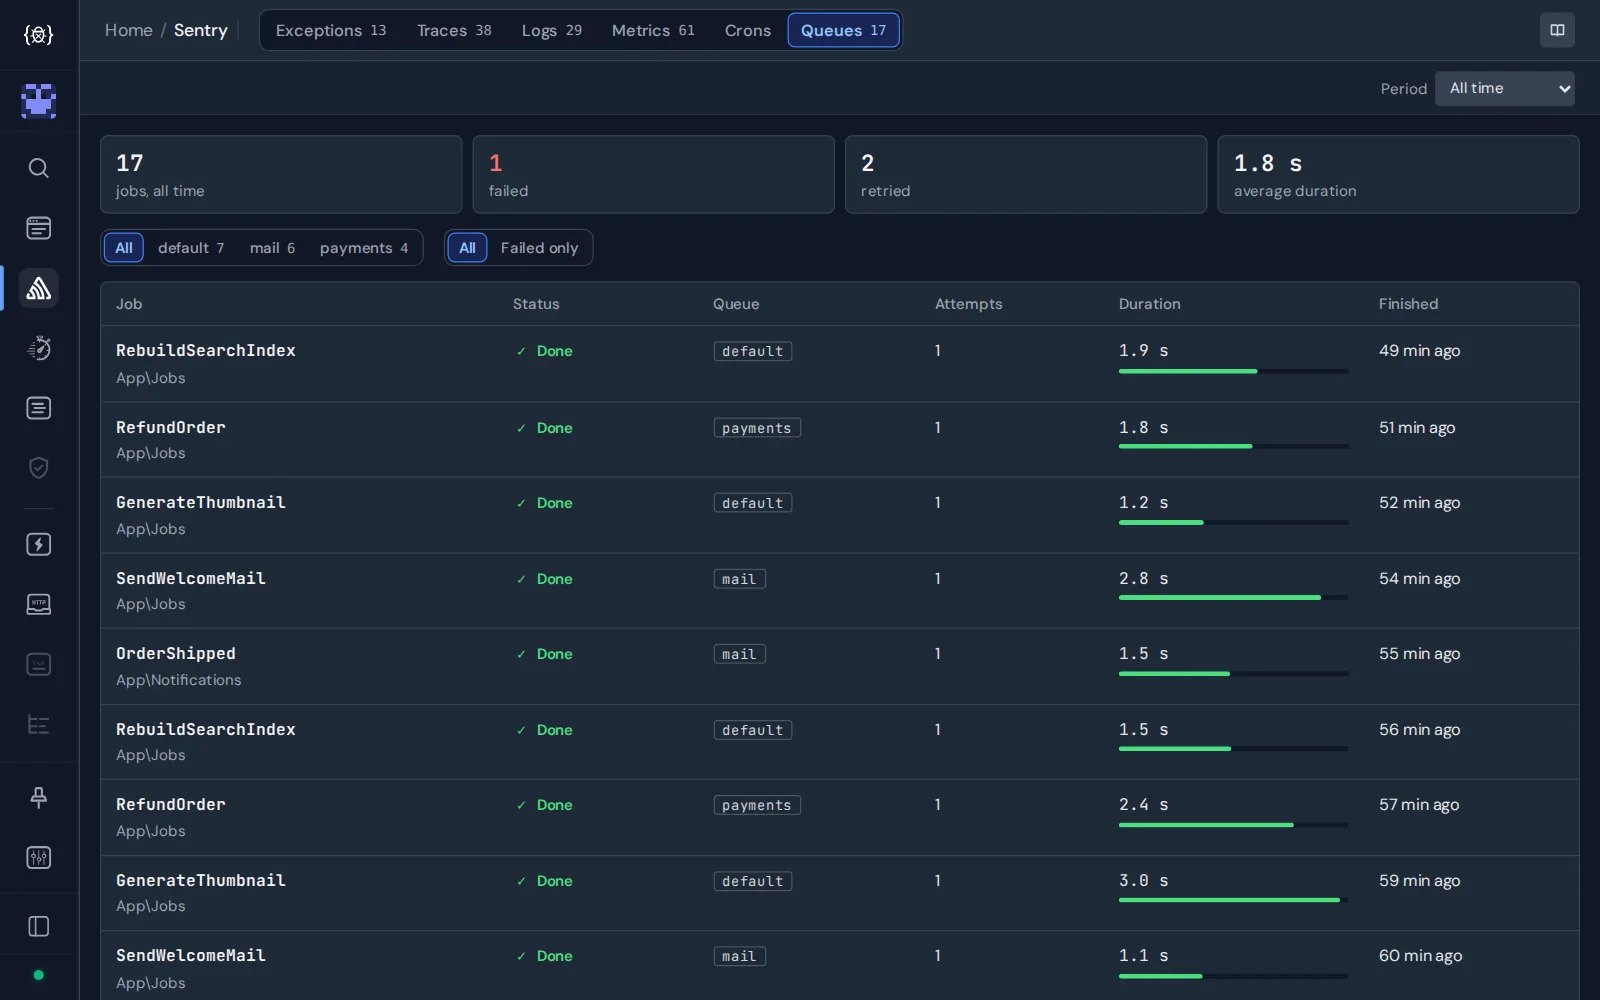 Home / Sentry
Exceptions 13 Traces 38 Logs 29 Metrics 61 Crons Queues 17
Period All time
17
jobs, all time
1
failed
2
retried
1.8 s
average duration
All default 7 mail 6 payments 4
All Failed only
Job Status Queue Attempts Duration Finished
RebuildSearchIndex ✓ Done default 1 1.9 s 49 min ago
App\Jobs
RefundOrder ✓ Done payments 1 1.8 s 51 min ago
App\Jobs
GenerateThumbnail ✓ Done default 1 1.2 s 52 min ago
App\Jobs
SendWelcomeMail ✓ Done mail 1 2.8 s 54 min ago
App\Jobs
OrderShipped ✓ Done mail 1 1.5 s 55 min ago
App\Notifications
RebuildSearchIndex ✓ Done default 1 1.5 s 56 min ago
App\Jobs
RefundOrder ✓ Done payments 1 2.4 s 57 min ago
App\Jobs
GenerateThumbnail ✓ Done default 1 3.0 s 59 min ago
App\Jobs
SendWelcomeMail ✓ Done mail 1 1.1 s 60 min ago
App\Jobs